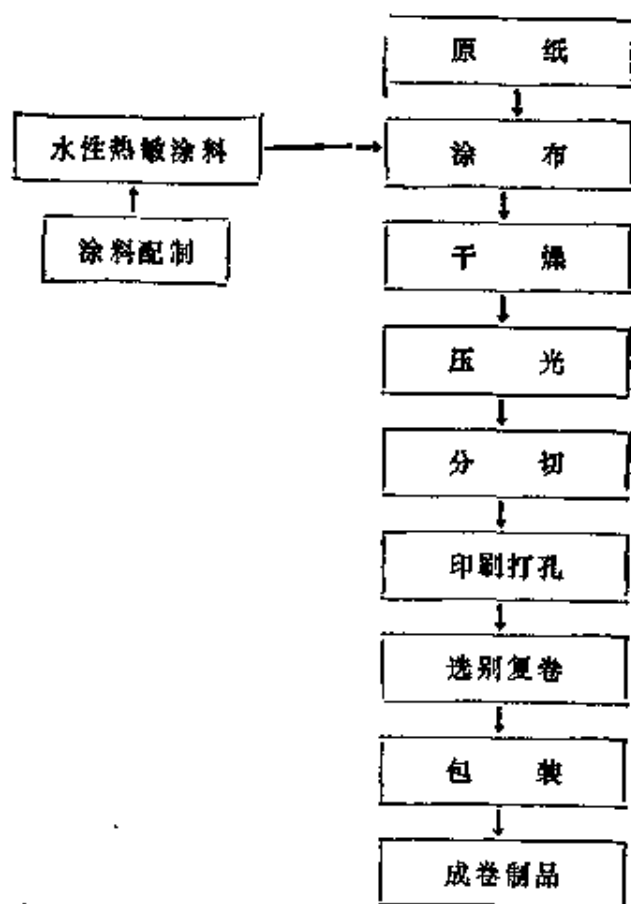 原 纸
水性热敏涂料
涂 布
涂料配制
干 燥
压 光
分 切
印刷打孔
选别复卷
包 装
成卷制品